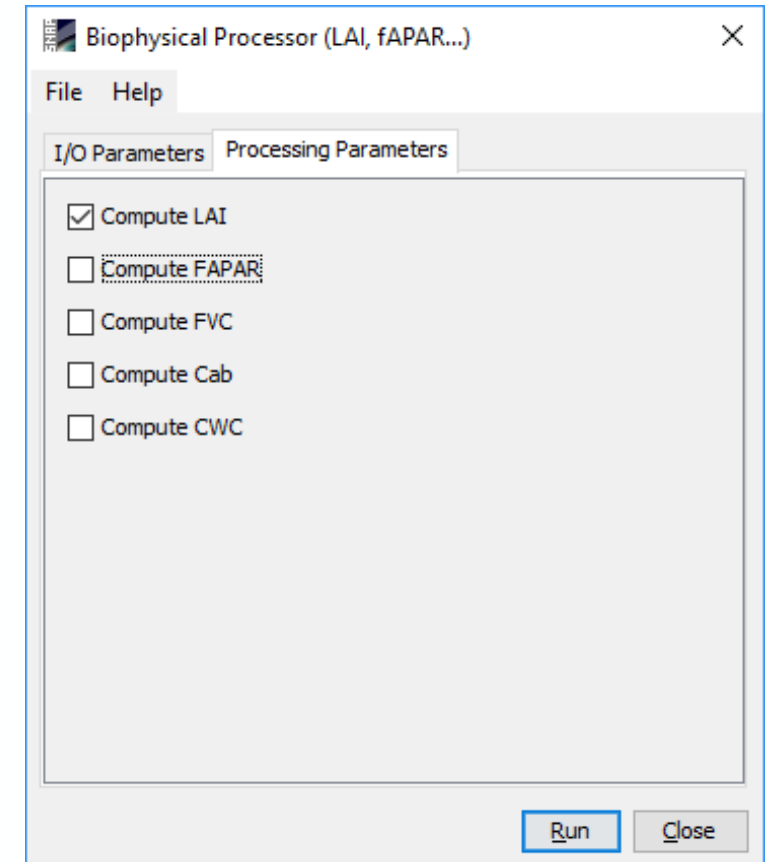 SNAP
Biophysical Processor (LAI, fAPAR...)
File Help
I/O Parameters Processing Parameters
Compute LAI
Compute FAPAR
Compute FVC
Compute Cab
Compute CWC
Run Close